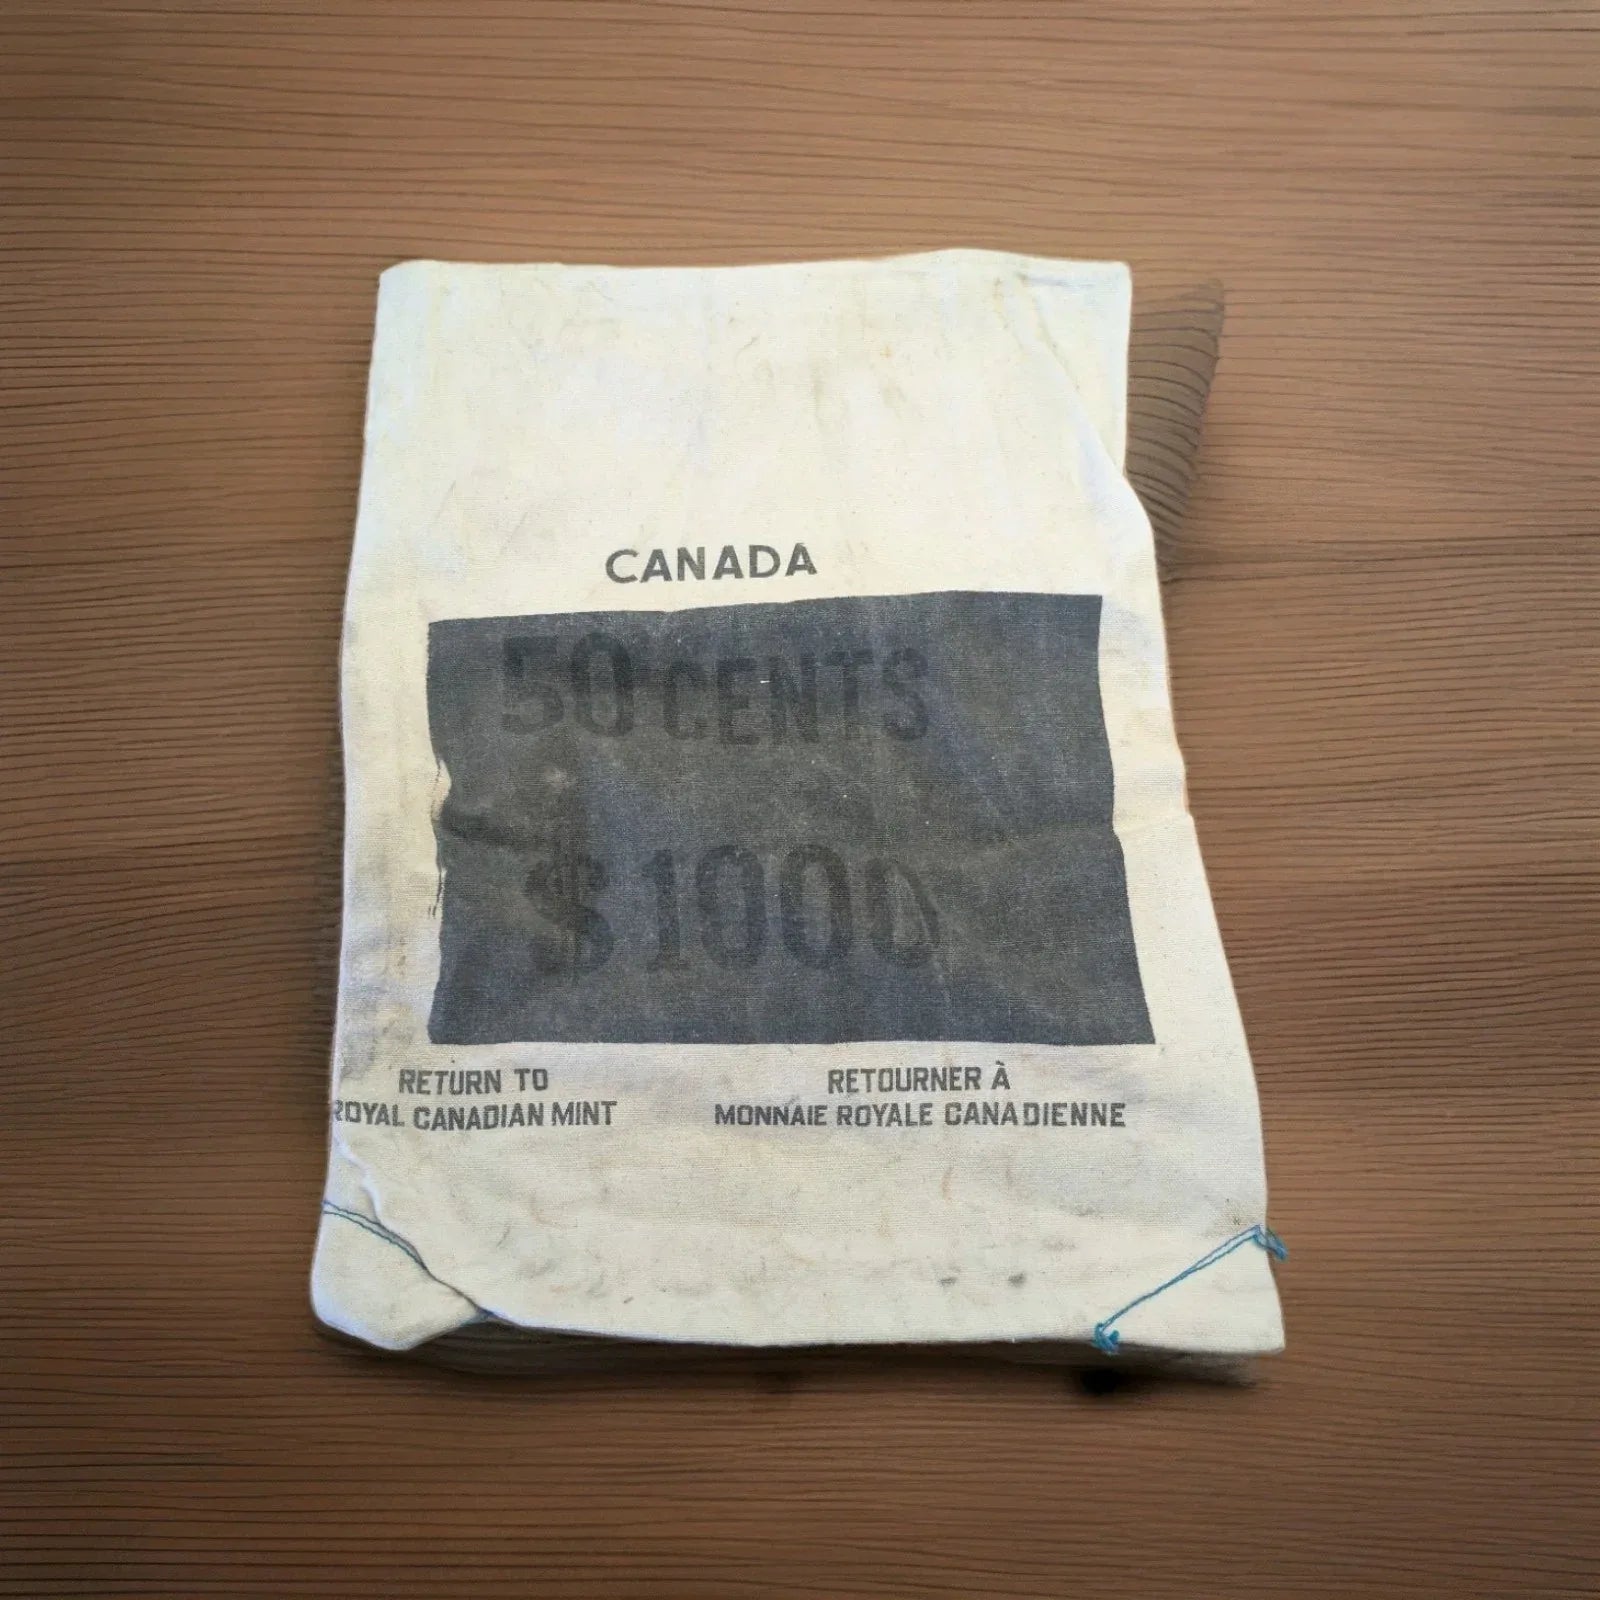 CANADA
50 CENTS
$1000
RETURN TO
ROYAL CANADIAN MINT
RETOURNER À
MONNAIE ROYALE CANADIENNE